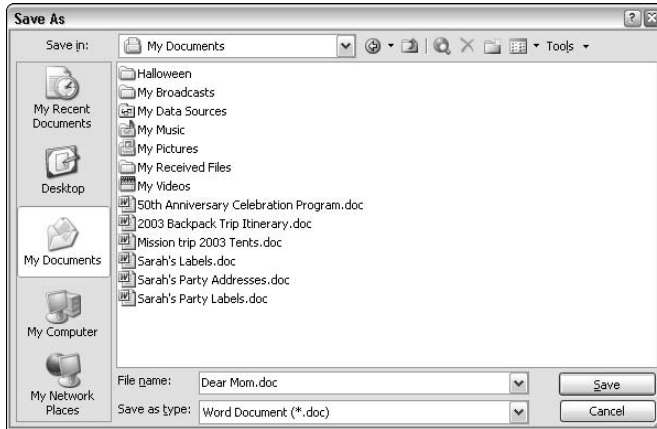 Save As
Save in:
My Documents
Tools
My Recent
Documents
Desktop
My Documents
My Computer
My Network
Places
Halloween
My Broadcasts
My Data Sources
My Music
My Pictures
My Received Files
My Videos
50th Anniversary Celebration Program.doc
2003 Backpack Trip Itinerary.doc
Mission trip 2003 Tents.doc
Sarah's Labels.doc
Sarah's Party Addresses.doc
Sarah's Party Labels.doc
File name: Dear Mom.doc
Save
Save as type: Word Document (*.doc)
Cancel